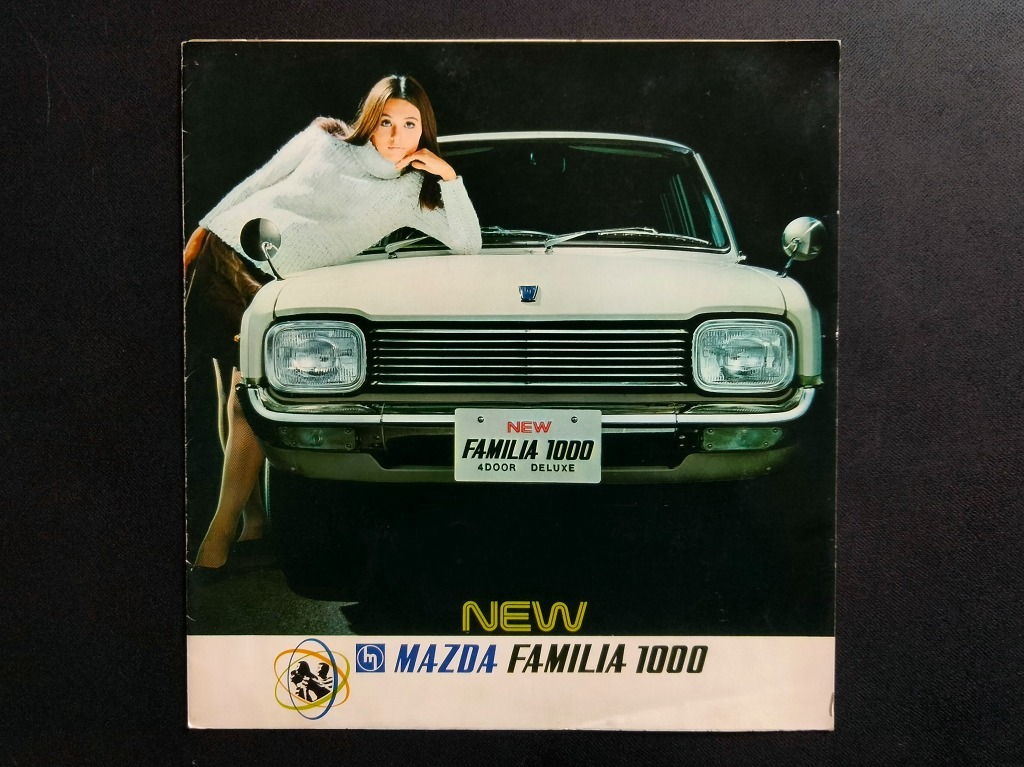 NEW
FAMILIA 1000
4DOOR DELUXE
NEW
m MAZDA FAMILIA 1000